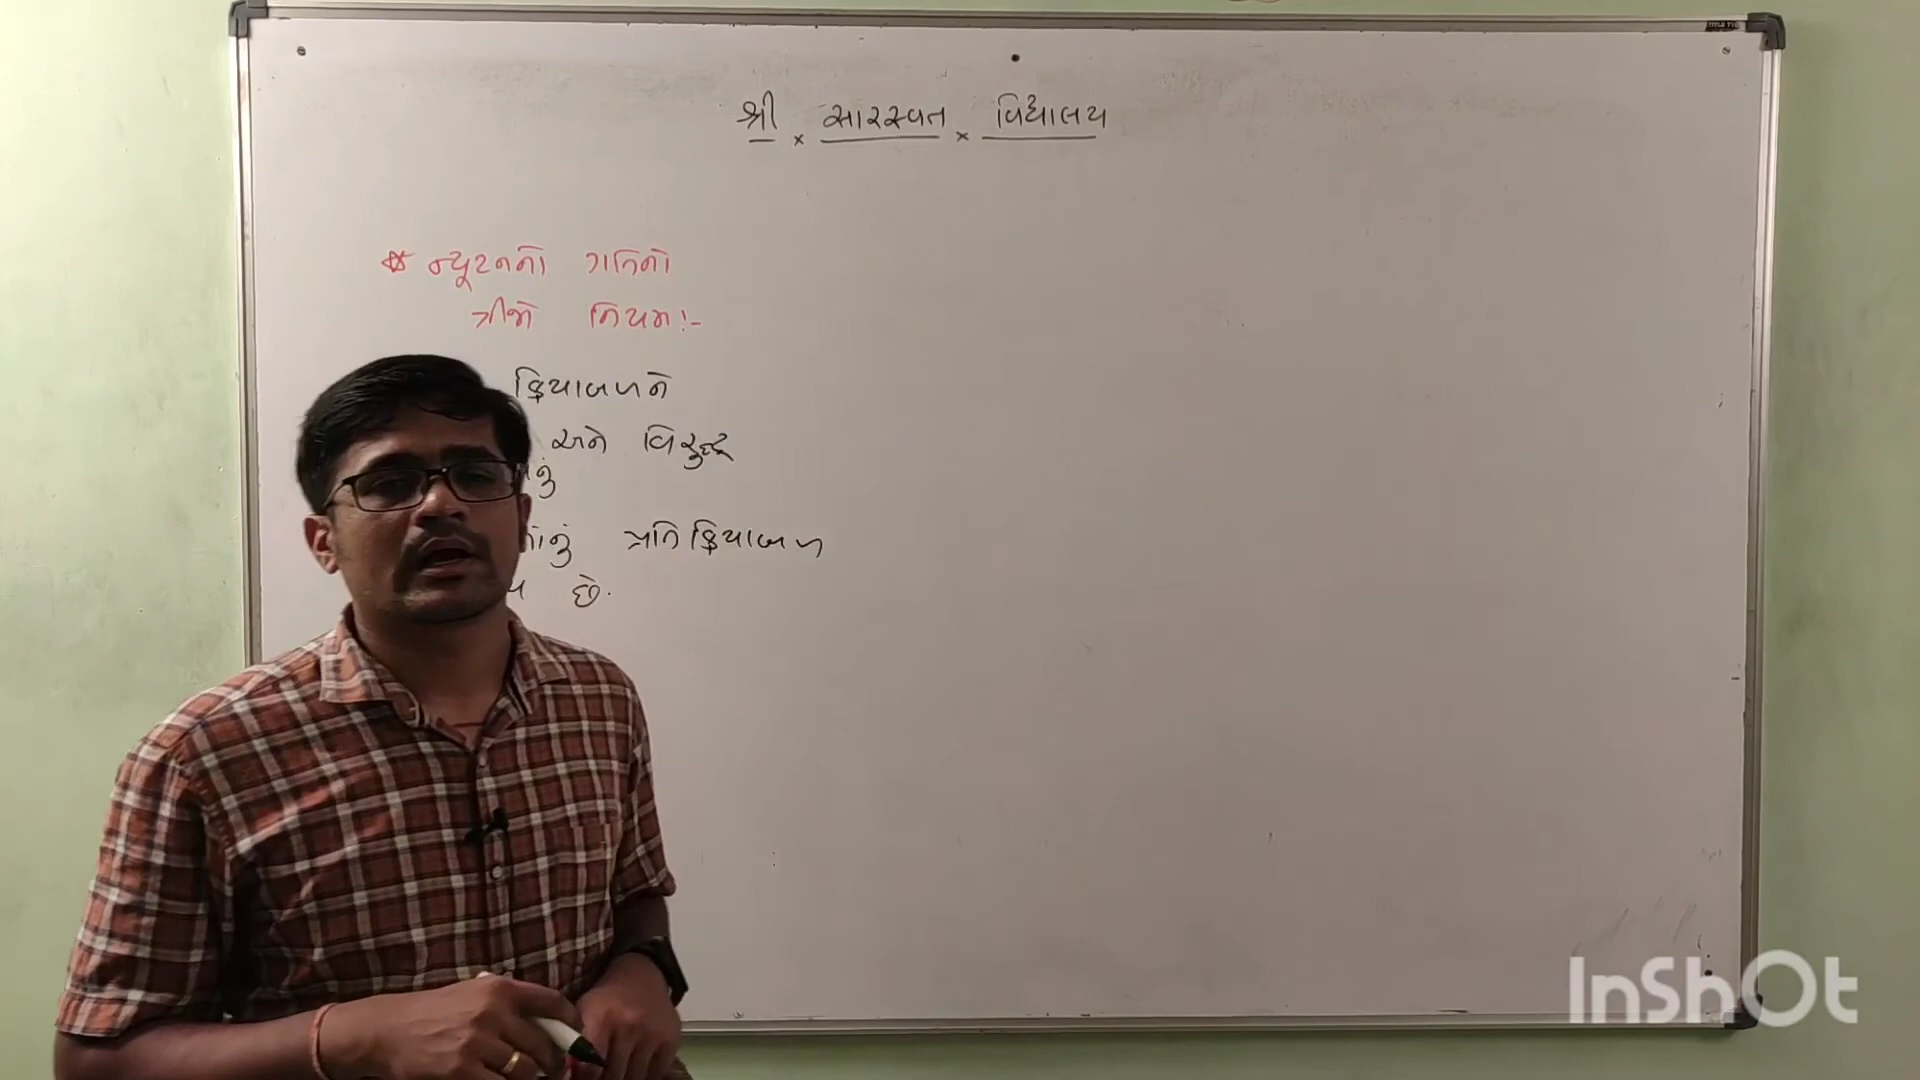 શ્રી × સારસ્વત × વિદ્યાલય
* ન્યૂટનનો ગતિનો
ત્રીજો નિયમ :-
ક્રિયાબળને
અને વિરુદ્ધ
પ્રતિક્રિયાબળ
છે.
InShOt